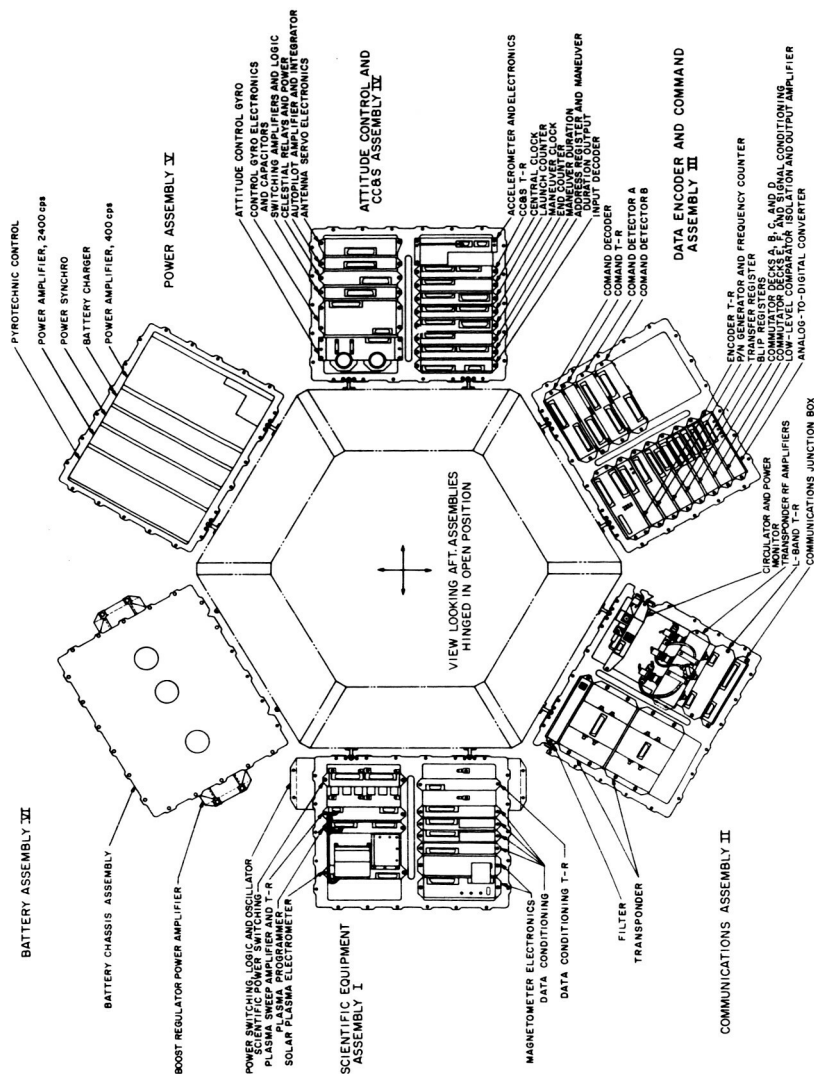 BATTERY ASSEMBLY VI
BATTERY CHASSIS ASSEMBLY
BOOST REGULATOR POWER AMPLIFIER
POWER SWITCHING, LOGIC AND OSCILLATOR
SCIENTIFIC POWER SWITCHING
PLASMA SWEEP AMPLIFIER AND T-R
PLASMA PROGRAMMER
SOLAR PLASMA ELECTROMETER
SCIENTIFIC EQUIPMENT
ASSEMBLY I
MAGNETOMETER ELECTRONICS
DATA CONDITIONING
DATA CONDITIONING T-R
FILTER
TRANSPONDER
COMMUNICATIONS ASSEMBLY II
PYROTECHNIC CONTROL
POWER AMPLIFIER, 2400 cps
POWER SYNCHRO
BATTERY CHARGER
POWER AMPLIFIER, 400 cps
POWER ASSEMBLY V
ATTITUDE CONTROL GYRO
CONTROL GYRO ELECTRONICS
AND CAPACITORS
SWITCHING AMPLIFIERS AND LOGIC
CELESTIAL RELAYS AND POWER
AUTOPILOT AMPLIFIER AND INTEGRATOR
ANTENNA SERVO ELECTRONICS
ATTITUDE CONTROL AND
CC&S ASSEMBLY IV
VIEW LOOKING AFT. ASSEMBLIES
HINGED IN OPEN POSITION
ACCELEROMETER AND ELECTRONICS
CC&S T-R
CENTRAL CLOCK
LAUNCH COUNTER
MANEUVER CLOCK
END COUNTER
MANEUVER DURATION
ADDRESS REGISTER AND MANEUVER
DURATION OUTPUT
INPUT DECODER
DATA ENCODER AND COMMAND
ASSEMBLY III
COMAND DECODER
COMAND T-R
COMAND DETECTOR A
COMAND DETECTOR B
ENCODER T-R
P/N GENERATOR AND FREQUENCY COUNTER
TRANSFER REGISTER
BLIP REGISTERS
COMMUTATOR DECKS A, B, C, AND D
COMMUTATOR DECKS E, F, AND SIGNAL CONDITIONING
LOW-LEVEL COMPARATOR ISOLATION AND OUTPUT AMPLIFIER
ANALOG-TO-DIGITAL CONVERTER
CIRCULATOR AND POWER
MONITOR
TRANSPONDER RF AMPLIFIERS
L-BAND T-R
COMMUNICATIONS JUNCTION BOX